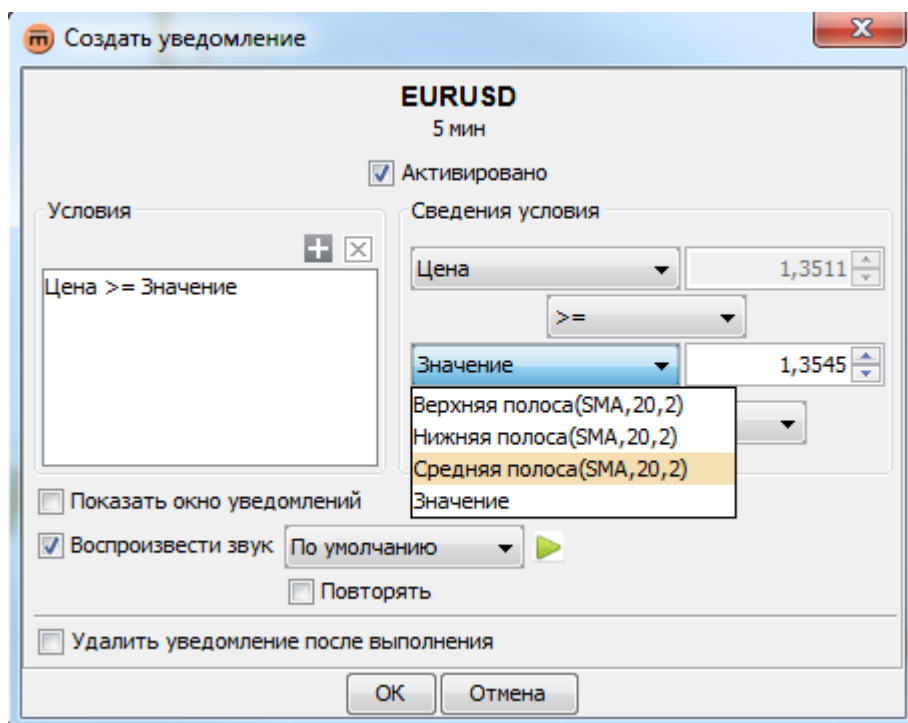 Создать уведомление
EURUSD
5 мин
Активировано
Условия
Цена >= Значение
Сведения условия
Цена 1,3511
>=
Значение 1,3545
Верхняя полоса(SMA,20,2)
Нижняя полоса(SMA,20,2)
Средняя полоса(SMA,20,2)
Значение
Показать окно уведомлений
Воспроизвести звук По умолчанию
Повторять
Удалить уведомление после выполнения
OK Отмена